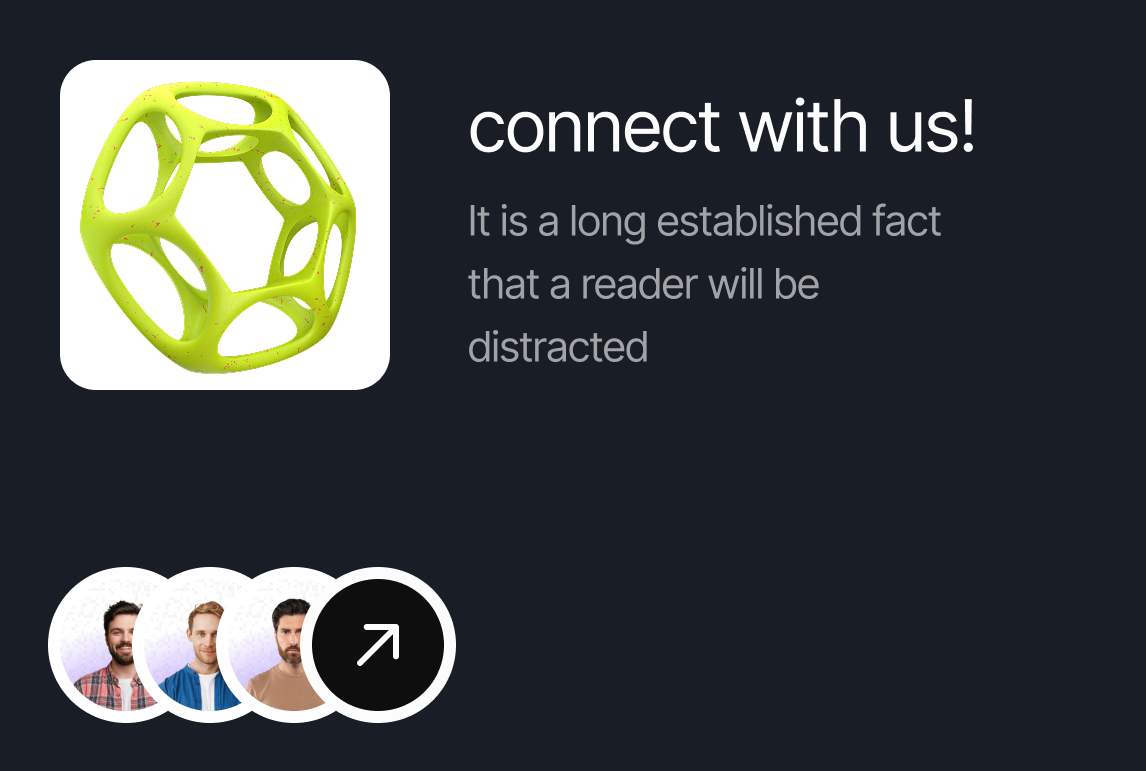 connect with us!
It is a long established fact
that a reader will be
distracted